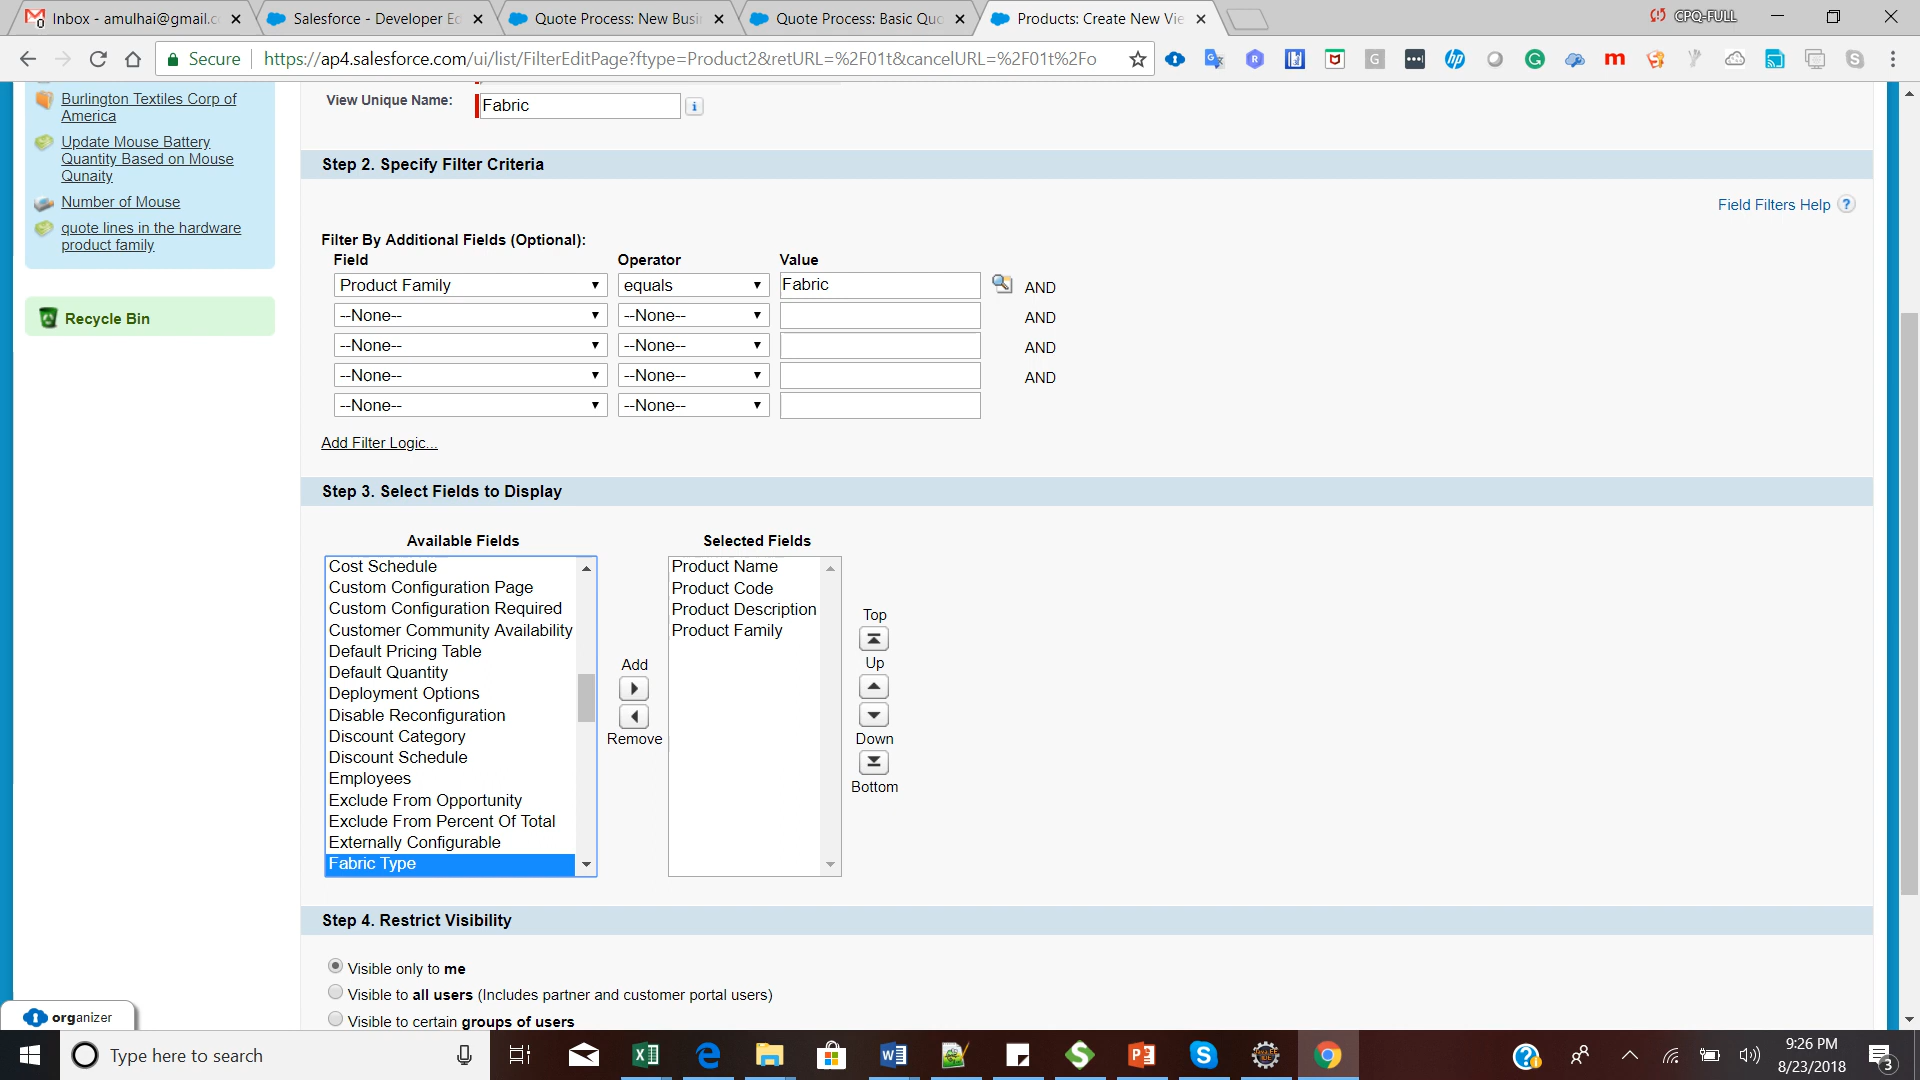 Inbox - amulhai@gmail.c
Salesforce - Developer Ec
Quote Process: New Busi
Quote Process: Basic Quo
Products: Create New Vie
CPQ-FULL
Secure
https://ap4.salesforce.com/ui/list/FilterEditPage?ftype=Product2&retURL=%2F01t&cancelURL=%2F01t%2Fo
Burlington Textiles Corp of
America
Update Mouse Battery
Quantity Based on Mouse
Qunaity
Number of Mouse
quote lines in the hardware
product family
Recycle Bin
View Unique Name:
Fabric
Step 2. Specify Filter Criteria
Field Filters Help ?
Filter By Additional Fields (Optional):
Field Operator Value
Product Family equals Fabric AND
--None-- --None-- AND
--None-- --None-- AND
--None-- --None-- AND
--None-- --None--
Add Filter Logic...
Step 3. Select Fields to Display
Available Fields
Cost Schedule
Custom Configuration Page
Custom Configuration Required
Customer Community Availability
Default Pricing Table
Default Quantity
Deployment Options
Disable Reconfiguration
Discount Category
Discount Schedule
Employees
Exclude From Opportunity
Exclude From Percent Of Total
Externally Configurable
Fabric Type
Add
Remove
Selected Fields
Product Name
Product Code
Product Description
Product Family
Top
Up
Down
Bottom
Step 4. Restrict Visibility
Visible only to me
Visible to all users (Includes partner and customer portal users)
Visible to certain groups of users
organizer
Type here to search
9:26 PM
8/23/2018
3